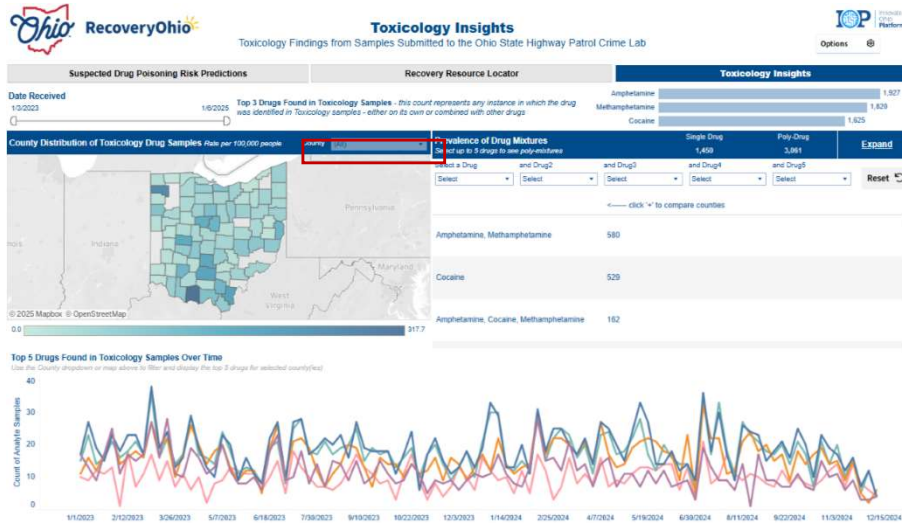 Ohio RecoveryOhio
Toxicology Insights
Toxicology Findings from Samples Submitted to the Ohio State Highway Patrol Crime Lab
Platform
Options
Suspected Drug Poisoning Risk Predictions
Recovery Resource Locator
Toxicology Insights
Date Received
1/3/2023
1/6/2025
Top 3 Drugs Found in Toxicology Samples - this count represents any instance in which the drug
was identified in Toxicology samples - either on its own or combined with other drugs
Amphetamine 1,927
Methamphetamine 1,829
Cocaine 1,625
County Distribution of Toxicology Drug Samples Rate per 100,000 people
County (All)
Prevalence of Drug Mixtures
Select up to 5 drugs to see poly-mixtures
Single Drug
1,450
Poly-Drug
3,061
Expand
Select a Drug and Drug2 and Drug3 and Drug4 and Drug5
Select Select Select Select Select Reset
<---- click '+' to compare counties
Amphetamine, Methamphetamine 580
Cocaine 529
Amphetamine, Cocaine, Methamphetamine 162
Pennsylvania
Indiana
Maryland
West
Virginia
© 2025 Mapbox © OpenStreetMap
0.0 317.7
Top 5 Drugs Found in Toxicology Samples Over Time
Use the County dropdown or map above to filter and display the top 5 drugs for selected county(ies)
Count of Analyte Samples
40
30
20
10
0
1/1/2023 2/12/2023 3/26/2023 5/7/2023 6/18/2023 7/30/2023 9/10/2023 10/22/2023 12/3/2023 1/14/2024 2/25/2024 4/7/2024 5/19/2024 6/30/2024 8/11/2024 9/22/2024 11/3/2024 12/15/2024